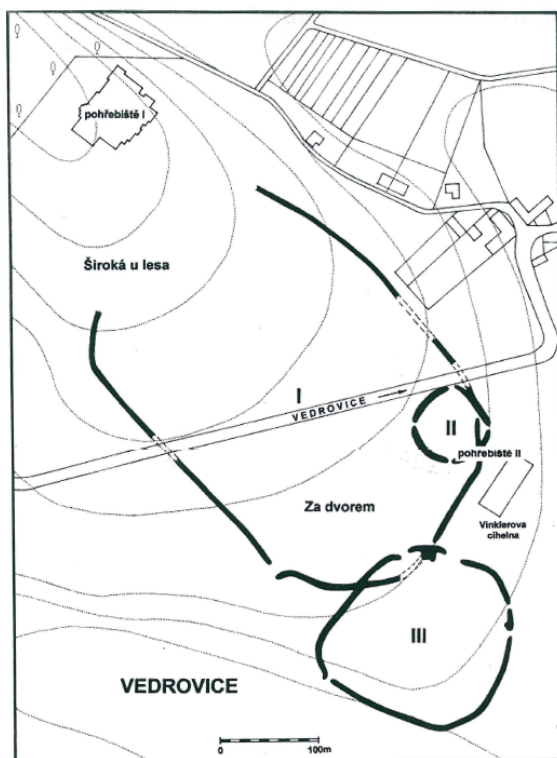 pohřebiště I
Široká u lesa
I
VEDROVICE
II
pohřebiště II
Za dvorem
Vinklerova
cihelna
III
VEDROVICE
0 100m